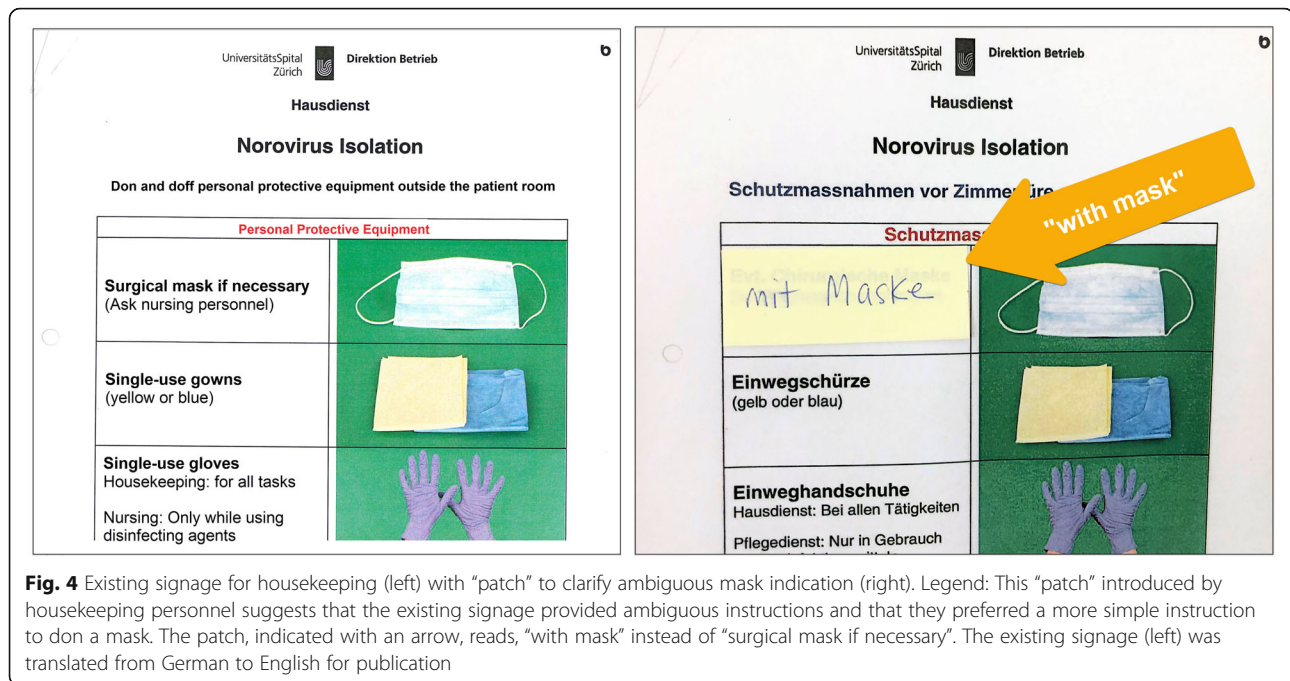 UniversitätsSpital
Zürich
Direktion Betrieb
b
Hausdienst
Norovirus Isolation
Don and doff personal protective equipment outside the patient room
Personal Protective Equipment
Surgical mask if necessary
(Ask nursing personnel)
Single-use gowns
(yellow or blue)
Single-use gloves
Housekeeping: for all tasks
Nursing: Only while using
disinfecting agents
UniversitätsSpital
Zürich
Direktion Betrieb
b
Hausdienst
Norovirus Isolation
Schutzmassnahmen vor
"with mask"
Schutzmass
Evt. Chirurgische Maske
mit Maske
Einwegschürze
(gelb oder blau)
Einweghandschuhe
Hausdienst: Bei allen Tätigkeiten
Pflegedienst: Nur in Gebrauch
Fig. 4 Existing signage for housekeeping (left) with “patch” to clarify ambiguous mask indication (right). Legend: This “patch” introduced by
housekeeping personnel suggests that the existing signage provided ambiguous instructions and that they preferred a more simple instruction
to don a mask. The patch, indicated with an arrow, reads, “with mask” instead of “surgical mask if necessary”. The existing signage (left) was
translated from German to English for publication